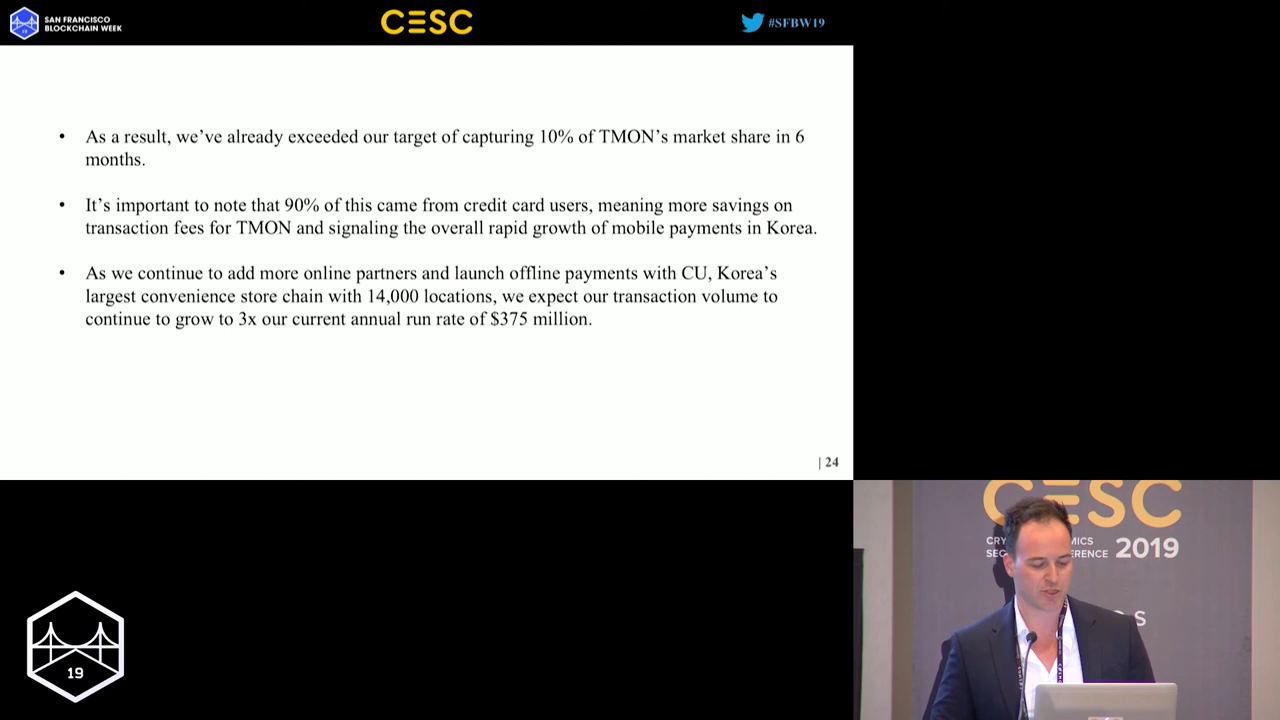 SAN FRANCISCO
BLOCKCHAIN WEEK
19
CESC
#SFBW19
• As a result, we’ve already exceeded our target of capturing 10% of TMON’s market share in 6
months.
• It’s important to note that 90% of this came from credit card users, meaning more savings on
transaction fees for TMON and signaling the overall rapid growth of mobile payments in Korea.
• As we continue to add more online partners and launch offline payments with CU, Korea’s
largest convenience store chain with 14,000 locations, we expect our transaction volume to
continue to grow to 3x our current annual run rate of $375 million.
| 24
CESC
2019
19